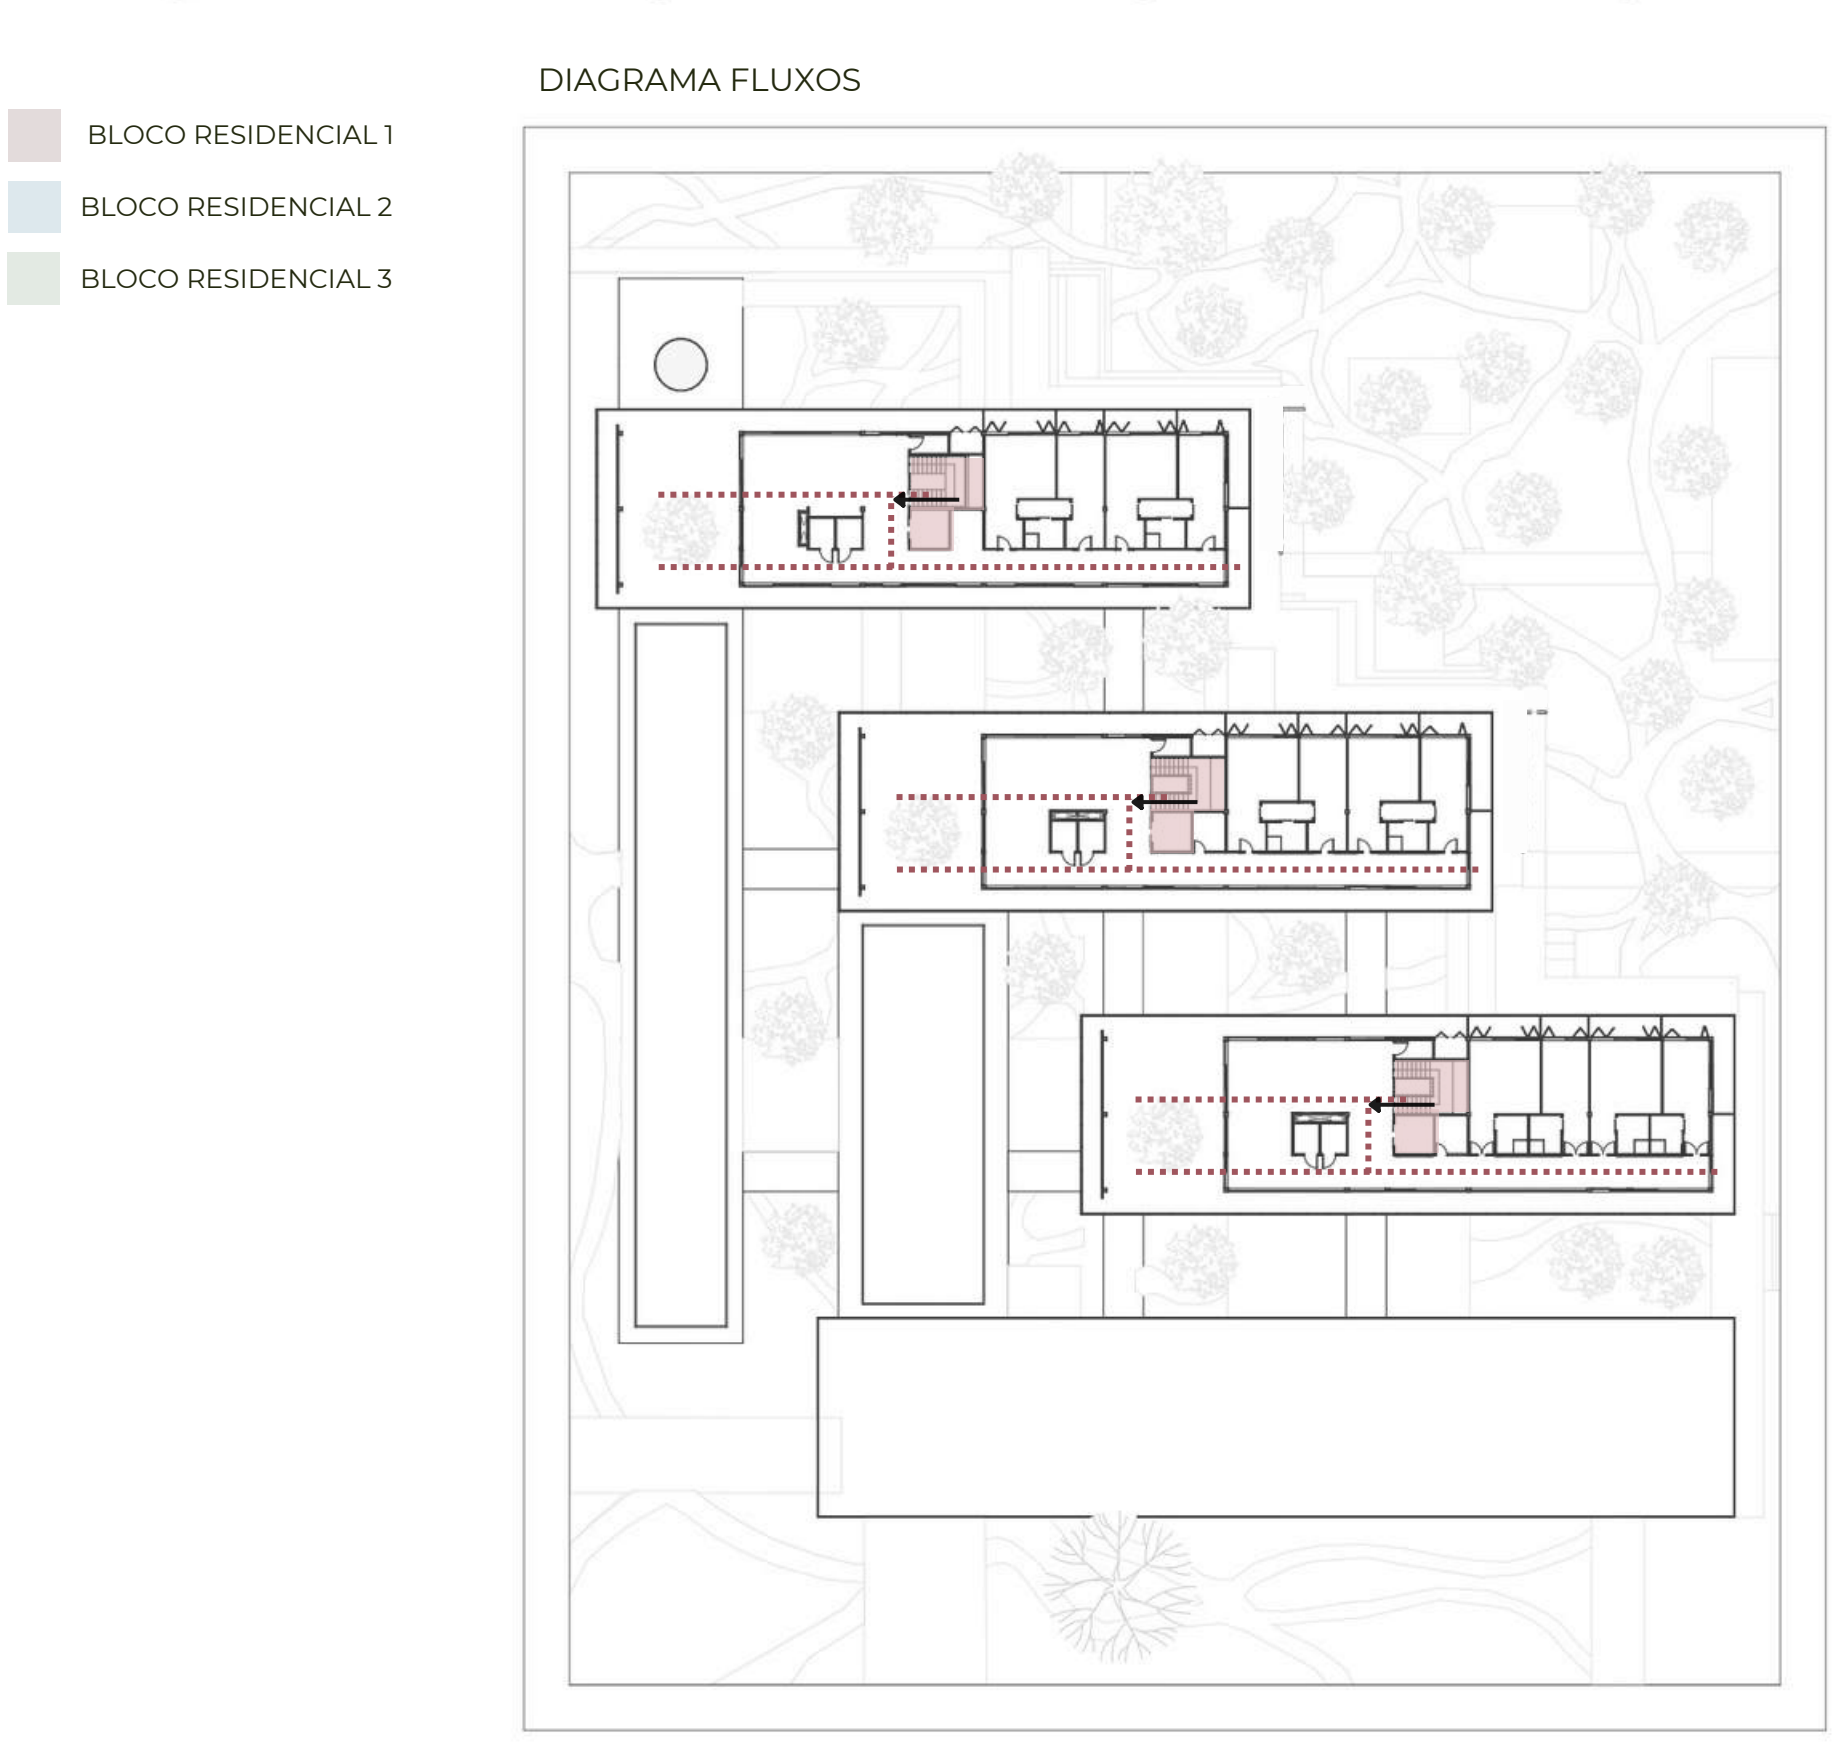 DIAGRAMA FLUXOS
BLOCO RESIDENCIAL 1
BLOCO RESIDENCIAL 2
BLOCO RESIDENCIAL 3